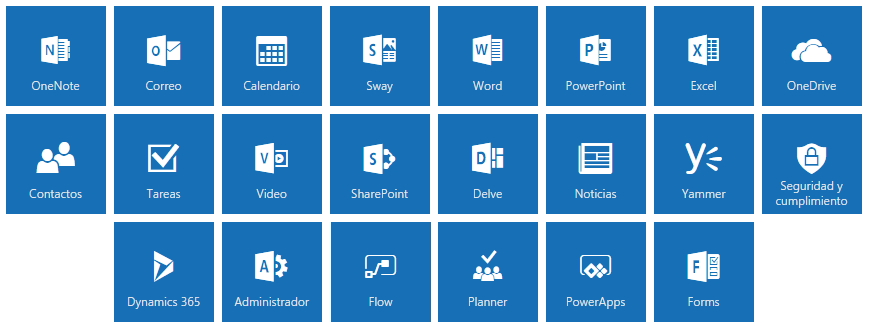 OneNote
Correo
Calendario
Sway
Word
PowerPoint
Excel
OneDrive
Contactos
Tareas
Video
SharePoint
Delve
Noticias
Yammer
Seguridad y
cumplimiento
Dynamics 365
Administrador
Flow
Planner
PowerApps
Forms